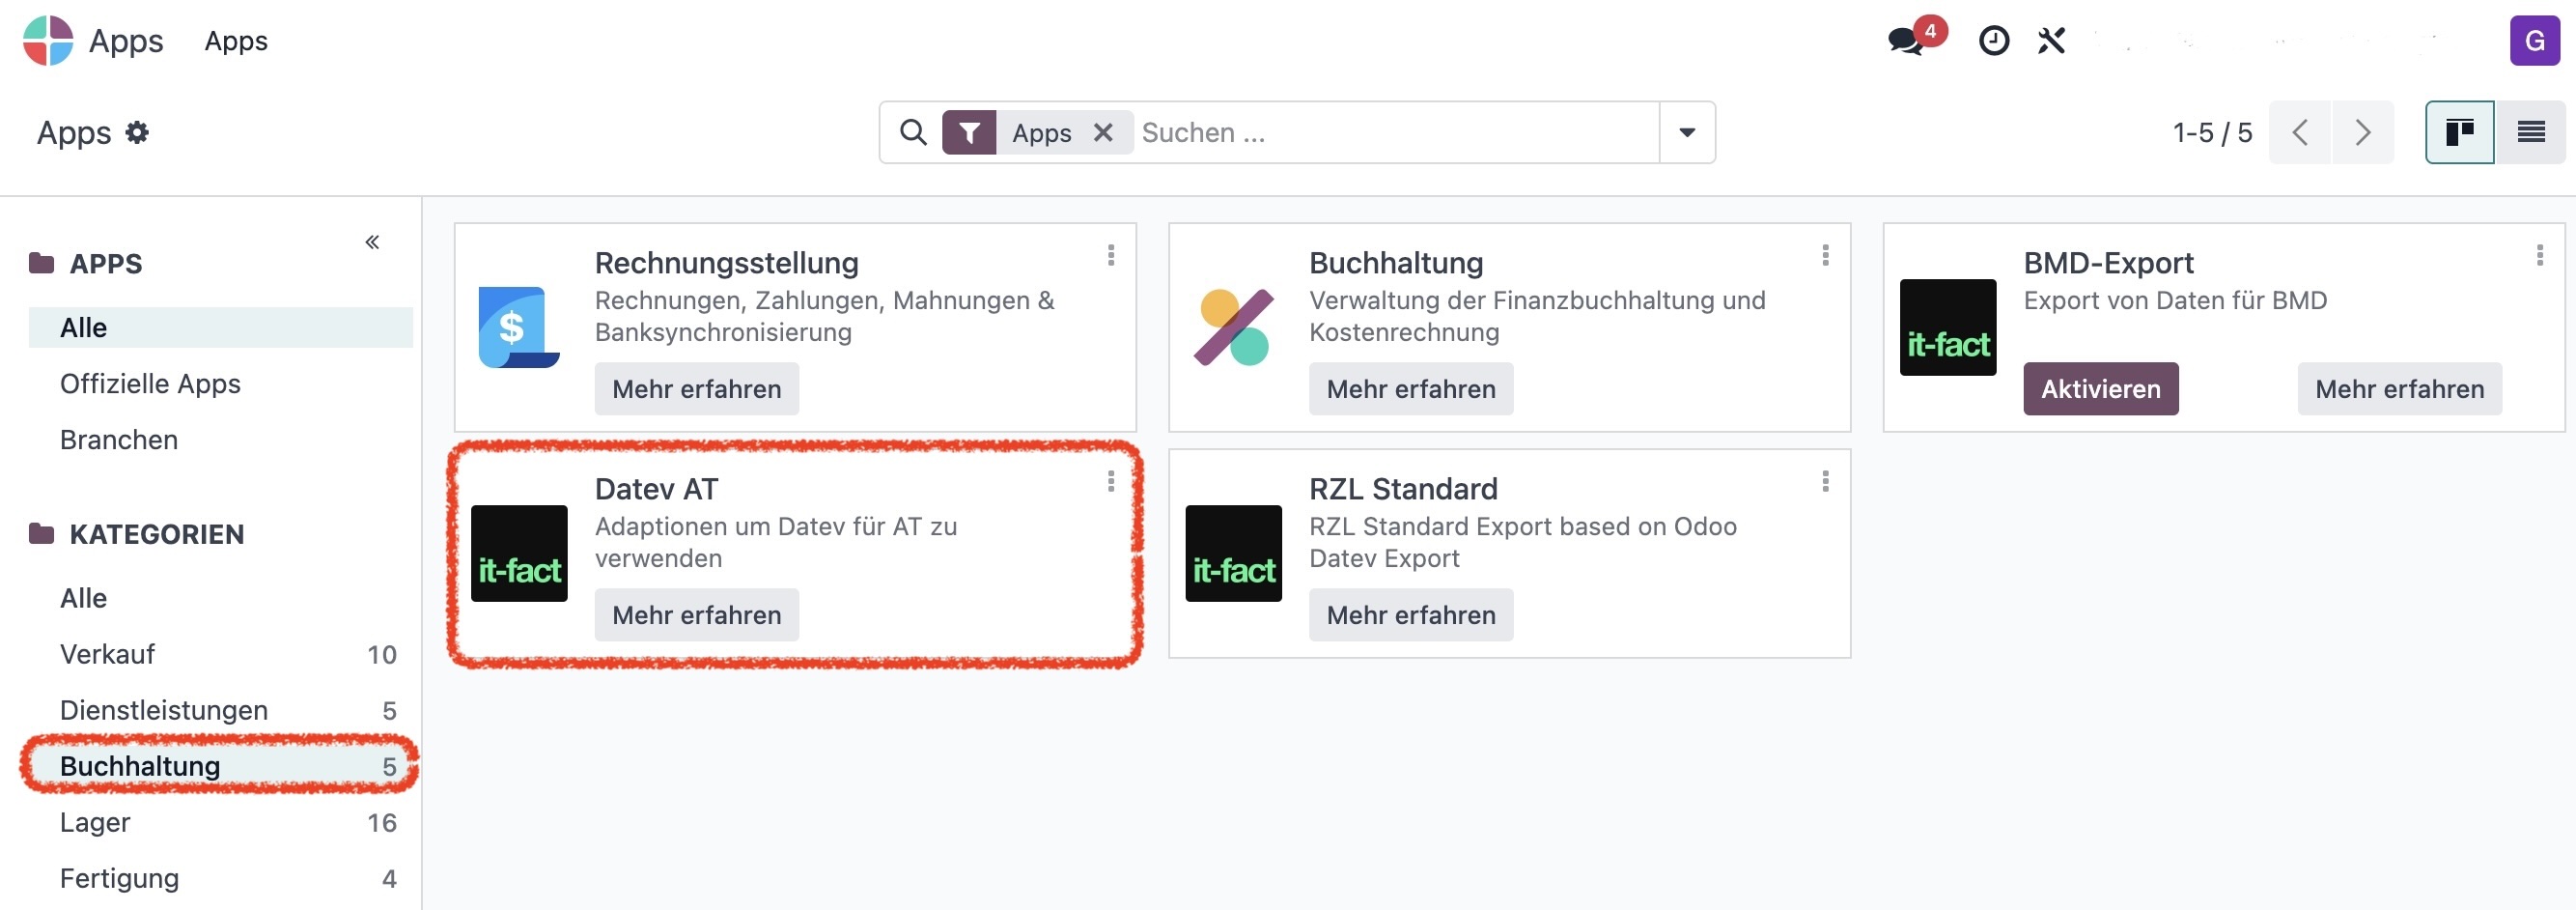 Apps Apps 4 G
Apps Apps Suchen ... 1-5 / 5
APPS
Alle
Offizielle Apps
Branchen
KATEGORIEN
Alle
Verkauf 10
Dienstleistungen 5
Buchhaltung 5
Lager 16
Fertigung 4
Rechnungsstellung
Rechnungen, Zahlungen, Mahnungen &
Banksynchronisierung
Mehr erfahren
Buchhaltung
Verwaltung der Finanzbuchhaltung und
Kostenrechnung
Mehr erfahren
it-fact
BMD-Export
Export von Daten für BMD
Aktivieren Mehr erfahren
it-fact
Datev AT
Adaptionen um Datev für AT zu
verwenden
Mehr erfahren
it-fact
RZL Standard
RZL Standard Export based on Odoo
Datev Export
Mehr erfahren